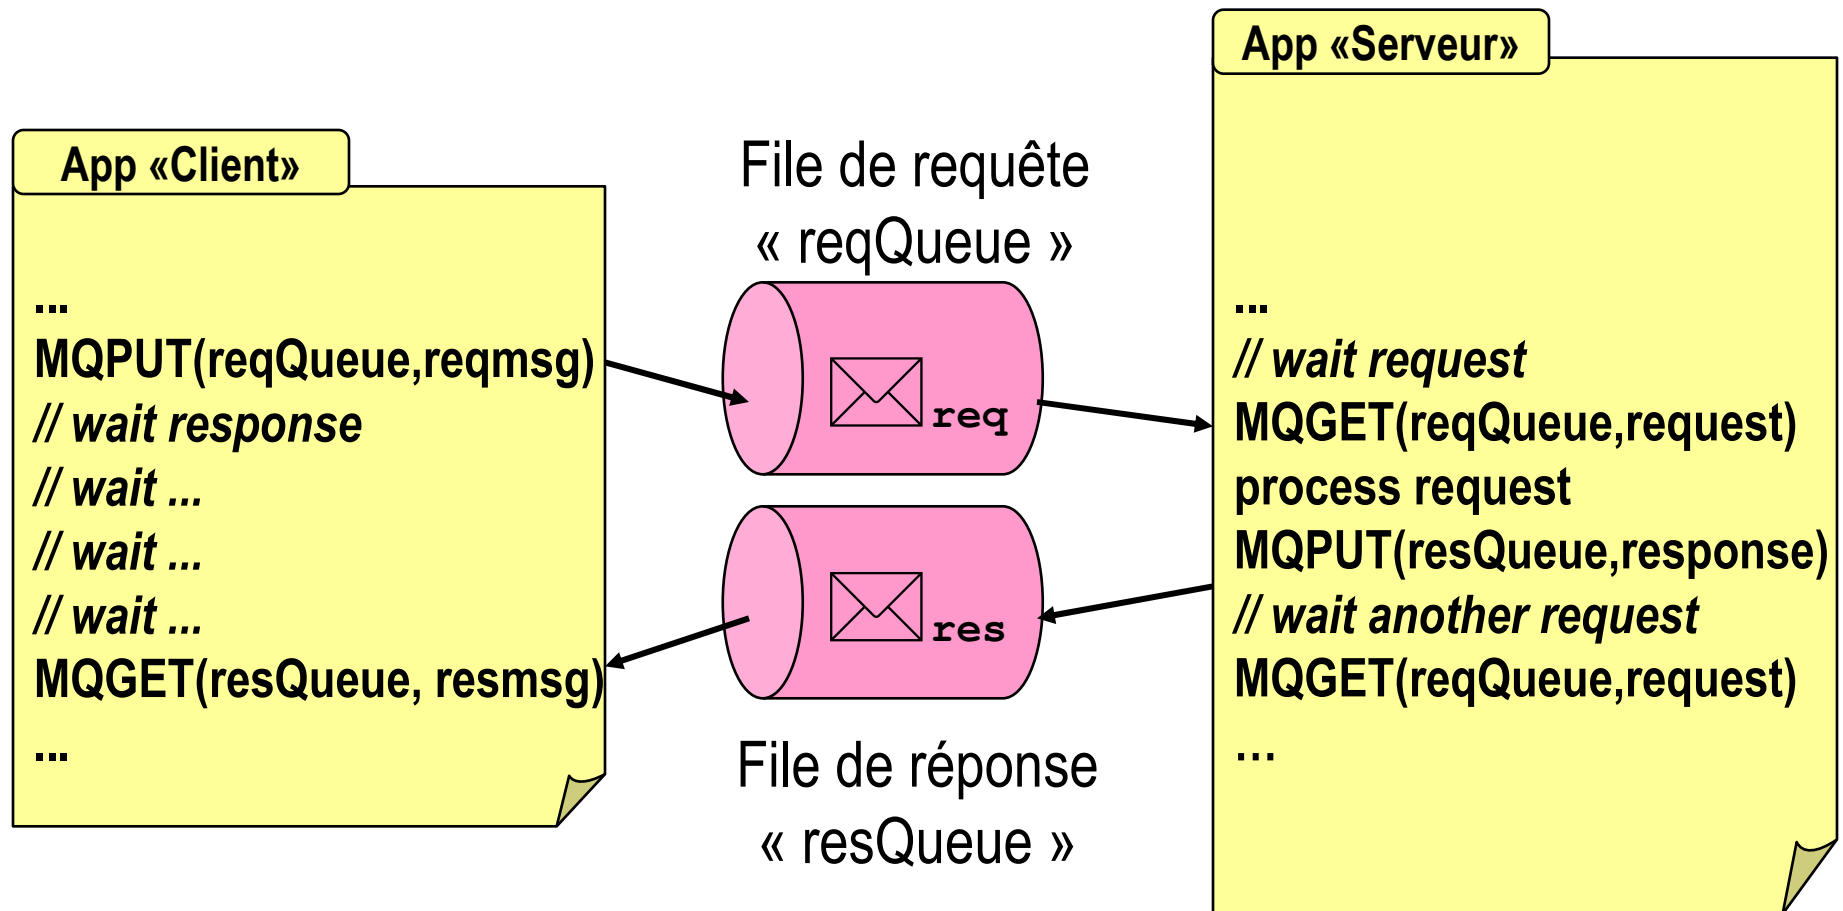 App «Client»
...
MQPUT(reqQueue,reqmsg)
// wait response
// wait ...
// wait ...
// wait ...
MQGET(resQueue, resmsg)
...
File de requête
« reqQueue »
req
res
File de réponse
« resQueue »
App «Serveur»
...
// wait request
MQGET(reqQueue,request)
process request
MQPUT(resQueue,response)
// wait another request
MQGET(reqQueue,request)
…